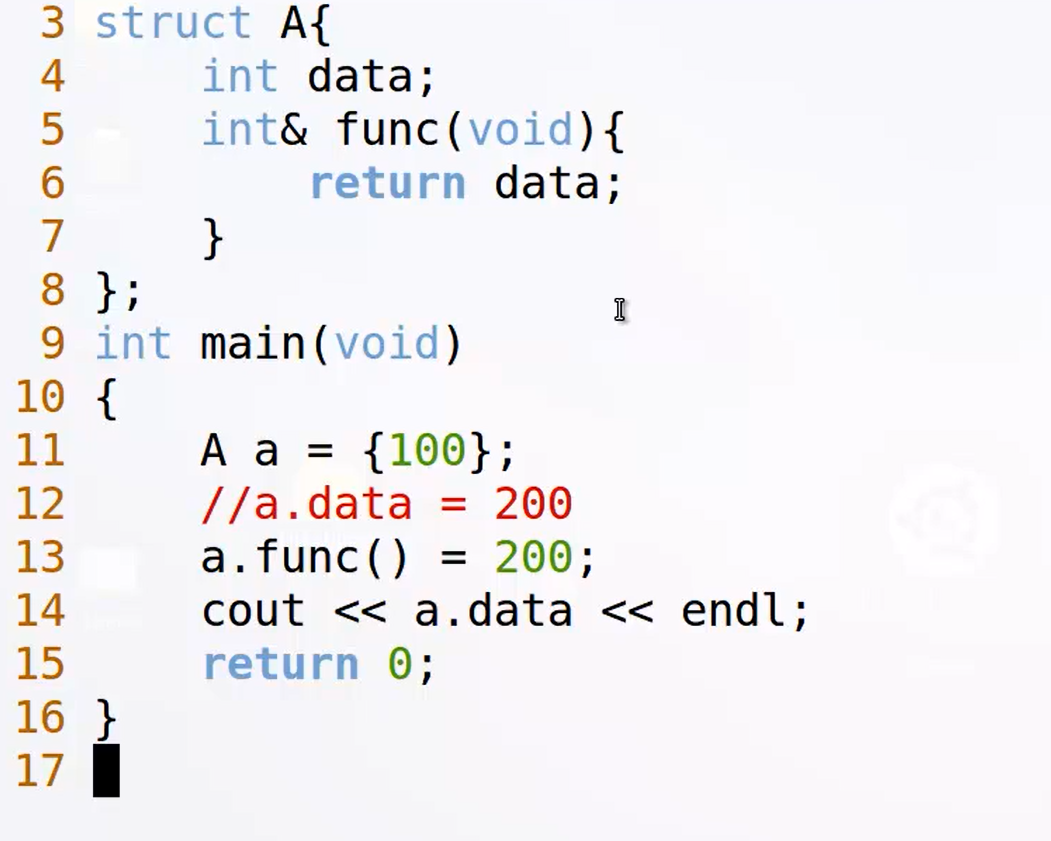 3 struct A{
4     int data;
5     int& func(void){
6         return data;
7     }
8 };
9 int main(void)
10 {
11     A a = {100};
12     //a.data = 200
13     a.func() = 200;
14     cout << a.data << endl;
15     return 0;
16 }
17